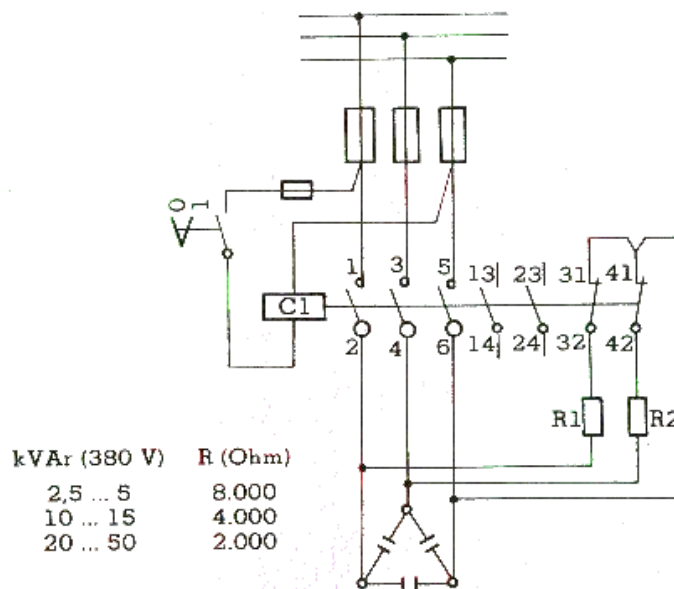 0 1
1 3 5 13 23 31 41
C1
2 4 6 14 24 32 42
R1 R2
kVAr (380 V) R (Ohm)
2,5 ... 5 8.000
10 ... 15 4.000
20 ... 50 2.000